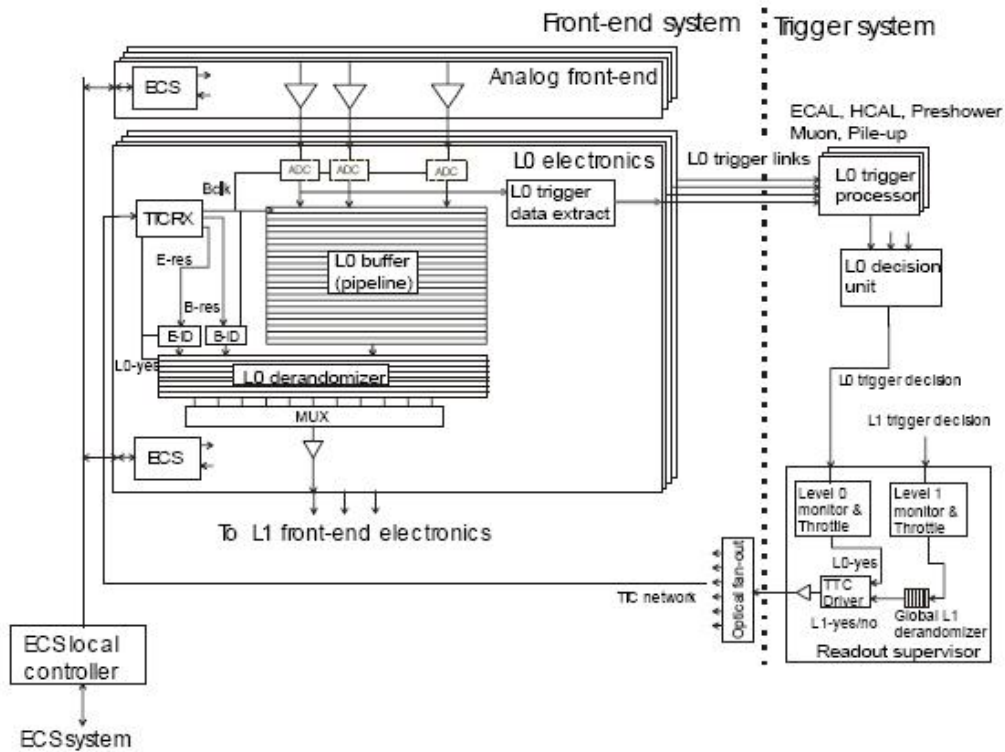 Front-end system
Trigger system
Analog front-end
ECS
ECAL, HCAL, Preshower
Muon, Pile-up
L0 electronics
L0 trigger links
ADC
ADC
ADC
Bclk
L0 trigger
data extract
L0 trigger
processor
TTCRX
L0 buffer
(pipeline)
L0 decision
unit
E-res
B-res
E-ID
B-ID
L0-yes
L0 derandomizer
L0 trigger decision
MUX
L1 trigger decision
ECS
Level 0
monitor &
Throttle
Level 1
monitor &
Throttle
To L1 front-end electronics
L0-yes
TTC network
Optical fan-out
TTC
Driver
L1-yes/no
Global L1
derandomizer
Readout supervisor
ECS local
controller
ECS system